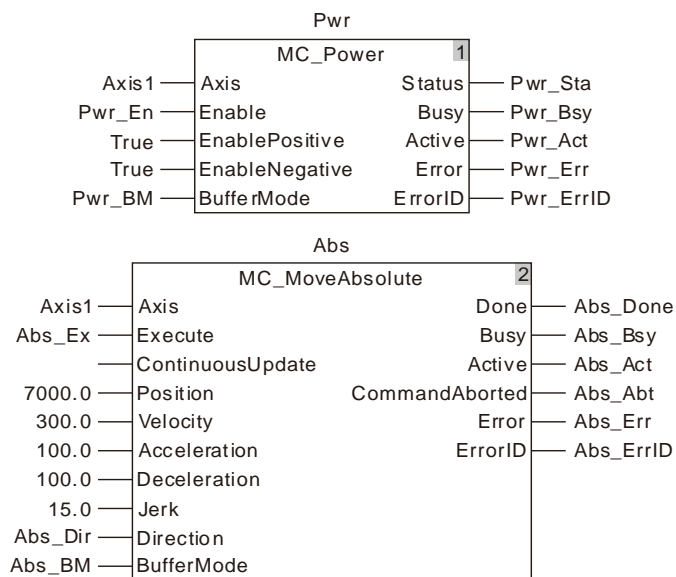 Pwr
MC_Power 1
Axis1 Axis Status Pwr_Sta
Pwr_En Enable Busy Pwr_Bsy
True EnablePositive Active Pwr_Act
True EnableNegative Error Pwr_Err
Pwr_BM BufferMode ErrorID Pwr_ErrID
Abs
MC_MoveAbsolute 2
Axis1 Axis Done Abs_Done
Abs_Ex Execute Busy Abs_Bsy
ContinuousUpdate Active Abs_Act
7000.0 Position CommandAborted Abs_Abt
300.0 Velocity Error Abs_Err
100.0 Acceleration ErrorID Abs_ErrID
100.0 Deceleration
15.0 Jerk
Abs_Dir Direction
Abs_BM BufferMode